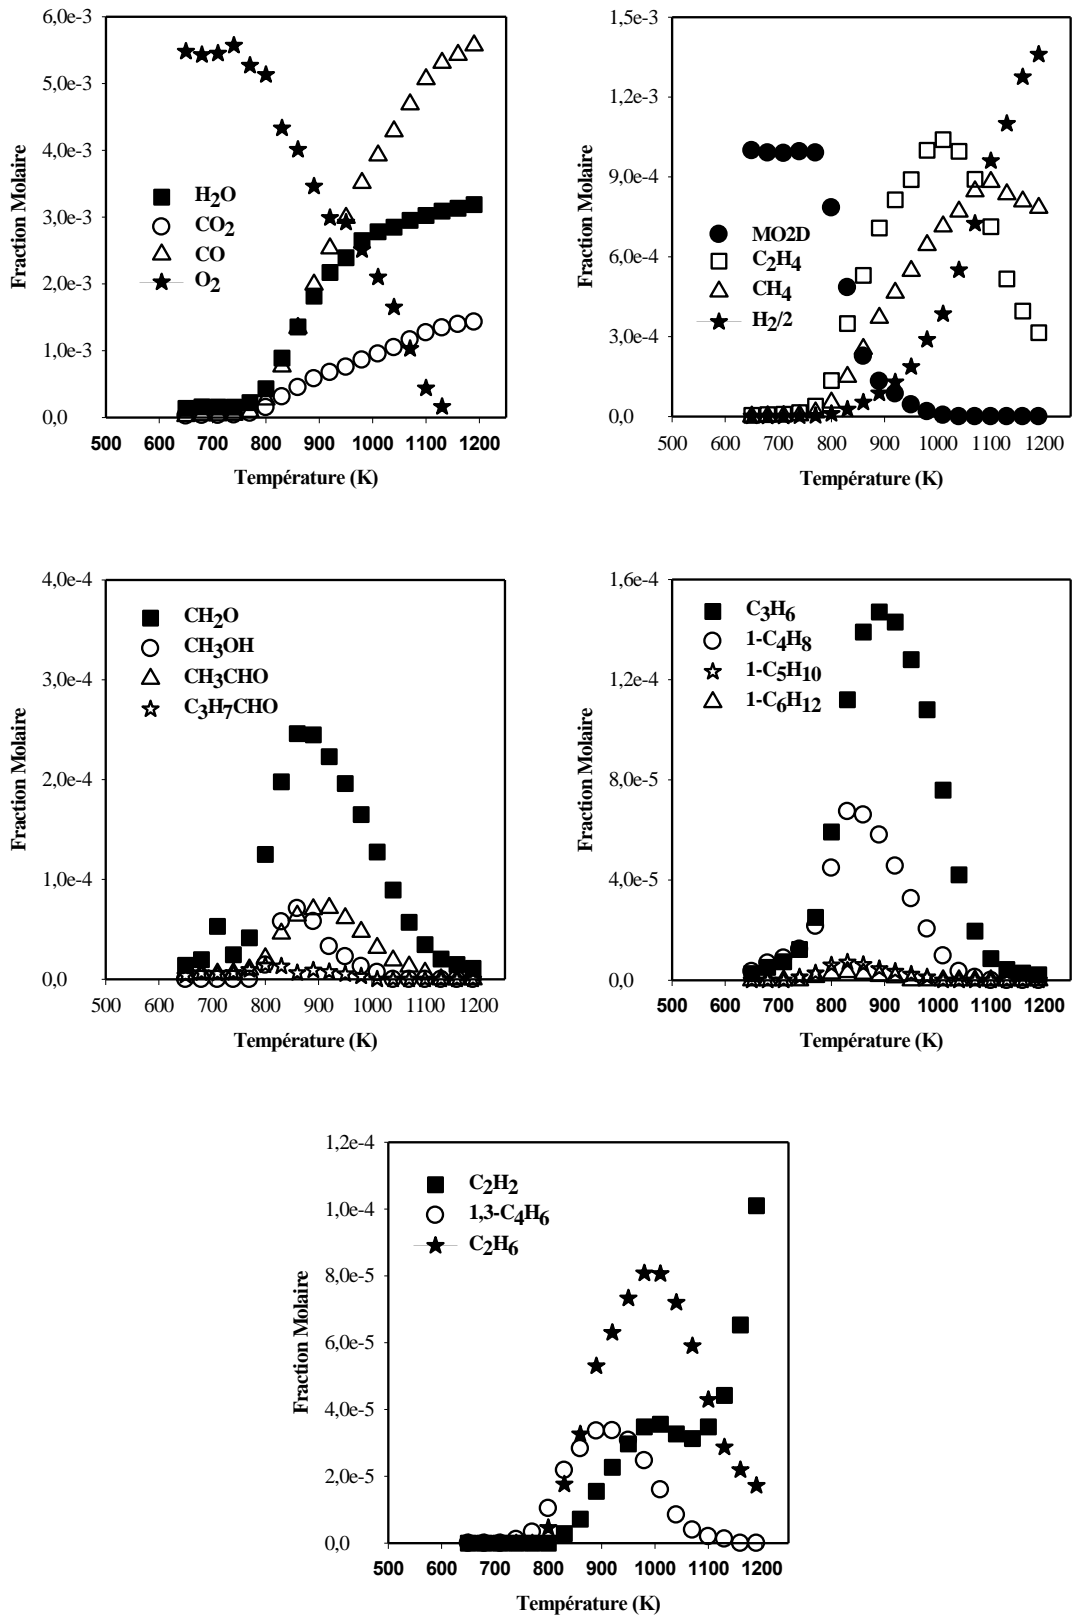 6,0e-3
5,0e-3
4,0e-3
3,0e-3
2,0e-3
1,0e-3
0,0
Fraction Molaire
H2O
CO2
CO
O2
500 600 700 800 900 1000 1100 1200
Température (K)
1,5e-3
1,2e-3
9,0e-4
6,0e-4
3,0e-4
0,0
Fraction Molaire
MO2D
C2H4
CH4
H2/2
500 600 700 800 900 1000 1100 1200
Température (K)
4,0e-4
3,0e-4
2,0e-4
1,0e-4
0,0
Fraction Molaire
CH2O
CH3OH
CH3CHO
C3H7CHO
500 600 700 800 900 1000 1100 1200
Température (K)
1,6e-4
1,2e-4
8,0e-5
4,0e-5
0,0
Fraction Molaire
C3H6
1-C4H8
1-C5H10
1-C6H12
500 600 700 800 900 1000 1100 1200
Température (K)
1,2e-4
1,0e-4
8,0e-5
6,0e-5
4,0e-5
2,0e-5
0,0
Fraction Molaire
C2H2
1,3-C4H6
C2H6
500 600 700 800 900 1000 1100 1200
Température (K)